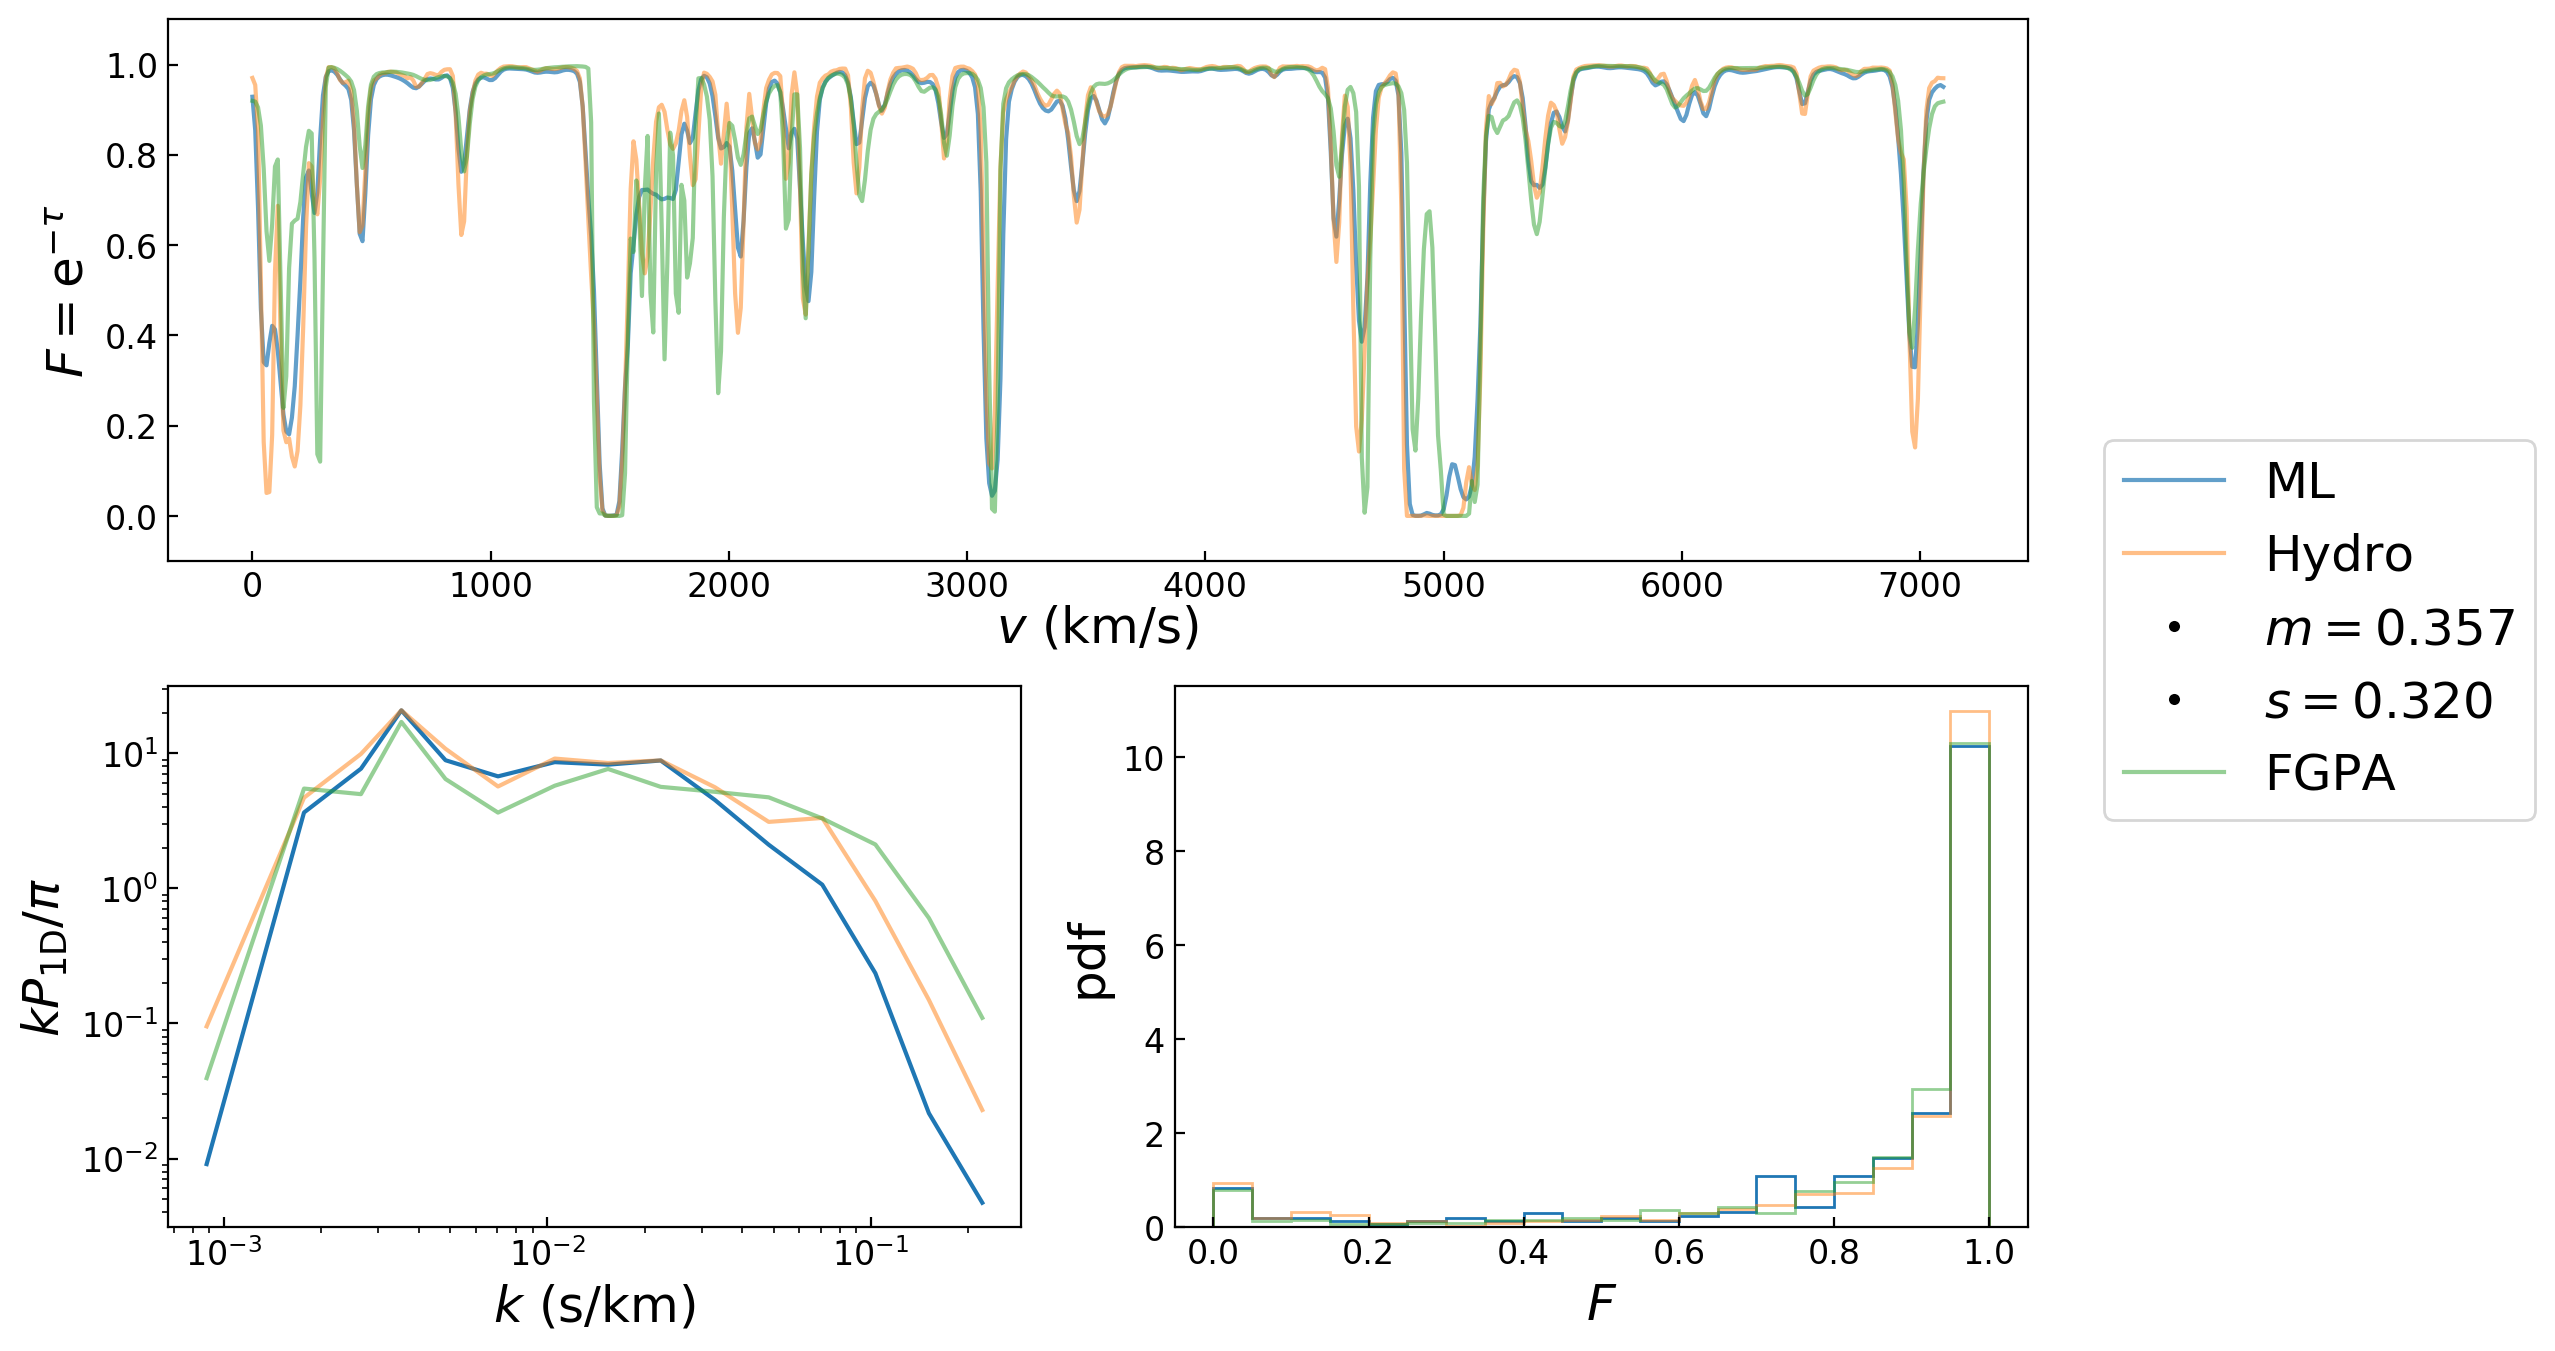 1.0
0.8
0.6
0.4
0.2
0.0
F = e^{−τ}
0 1000 2000 3000 4000 5000 6000 7000
v (km/s)
ML
Hydro
m = 0.357
s = 0.320
FGPA
10^1
10^0
10^{−1}
10^{−2}
kP_{1D}/π
10^{−3} 10^{−2} 10^{−1}
k (s/km)
10
8
6
4
2
0
pdf
0.0 0.2 0.4 0.6 0.8 1.0
F